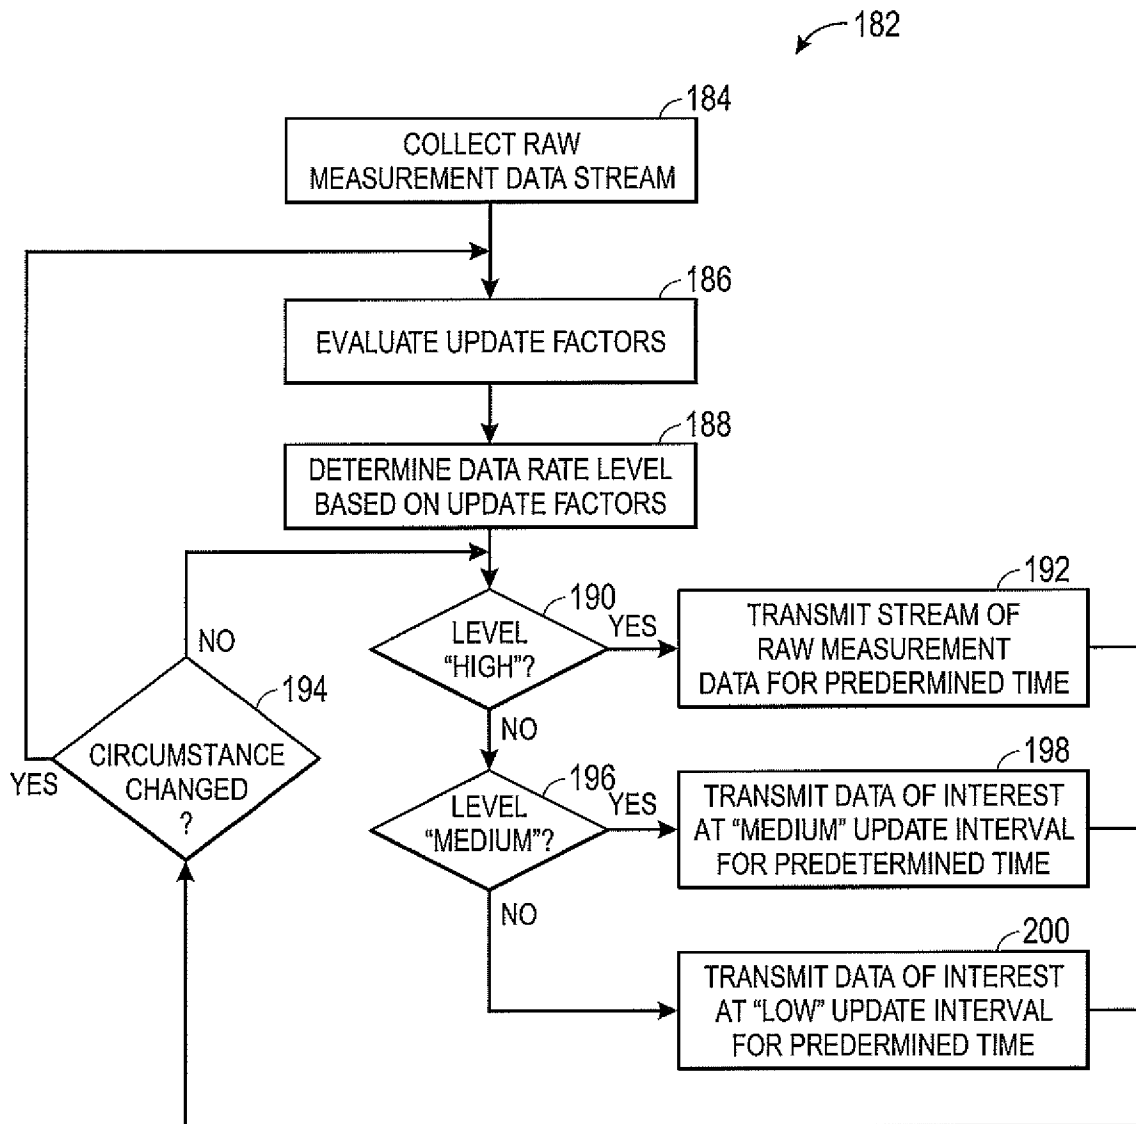 182
184
COLLECT RAW
MEASUREMENT DATA STREAM
186
EVALUATE UPDATE FACTORS
188
DETERMINE DATA RATE LEVEL
BASED ON UPDATE FACTORS
190
LEVEL
“HIGH”?
YES
NO
192
TRANSMIT STREAM OF
RAW MEASUREMENT
DATA FOR PREDERMINED TIME
NO
194
CIRCUMSTANCE
CHANGED
?
YES
196
LEVEL
“MEDIUM”?
YES
NO
198
TRANSMIT DATA OF INTEREST
AT “MEDIUM” UPDATE INTERVAL
FOR PREDETERMINED TIME
200
TRANSMIT DATA OF INTEREST
AT “LOW” UPDATE INTERVAL
FOR PREDERMINED TIME